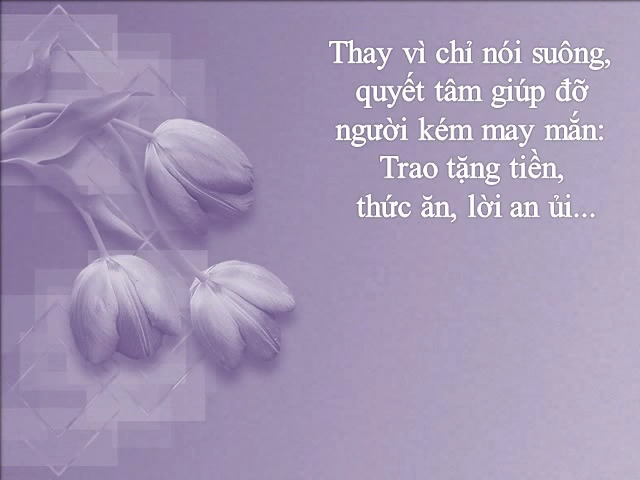 Thay vì chỉ nói suông,
quyết tâm giúp đỡ
người kém may mắn:
Trao tặng tiền,
thức ăn, lời an ủi...